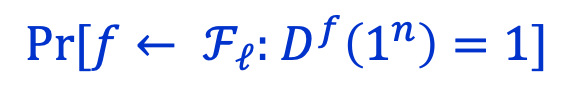 Pr[𝑓 ← ℱ_ℓ: 𝐷^𝑓(1^𝑛) = 1]